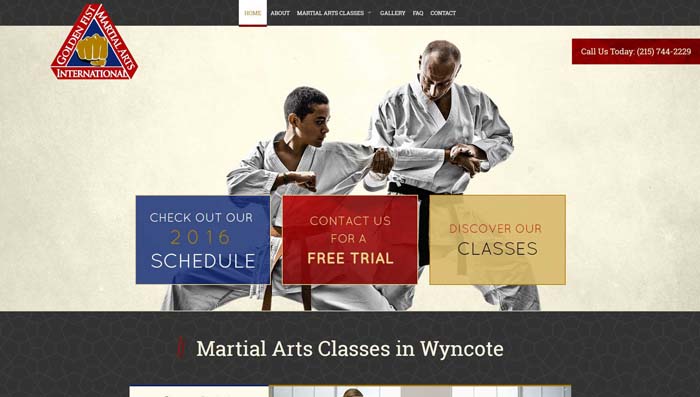 HOME ABOUT MARTIAL ARTS CLASSES GALLERY FAQ CONTACT
GOLDEN FIST
MARTIAL ARTS
INTERNATIONAL
Call Us Today: (215) 744-2229
CHECK OUT OUR
2016
SCHEDULE
CONTACT US
FOR A
FREE TRIAL
DISCOVER OUR
CLASSES
Martial Arts Classes in Wyncote